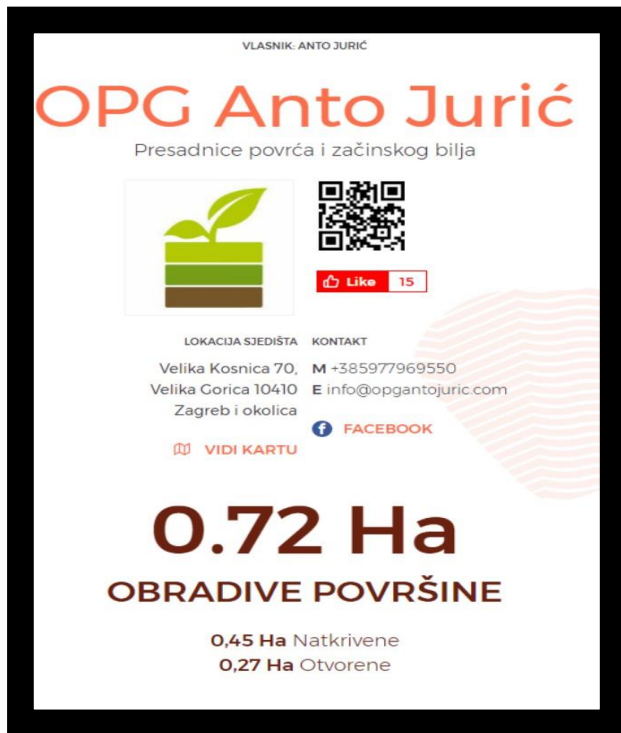 VLASNIK: ANTO JURIĆ
OPG Anto Jurić
Presadnice povrća i začinskog bilja
Like 15
LOKACIJA SJEDIŠTA
Velika Kosnica 70,
Velika Gorica 10410
Zagreb i okolica
VIDI KARTU
KONTAKT
M +385977969550
E info@opgantojuric.com
FACEBOOK
0.72 Ha
OBRADIVE POVRŠINE
0,45 Ha Natkrivene
0,27 Ha Otvorene